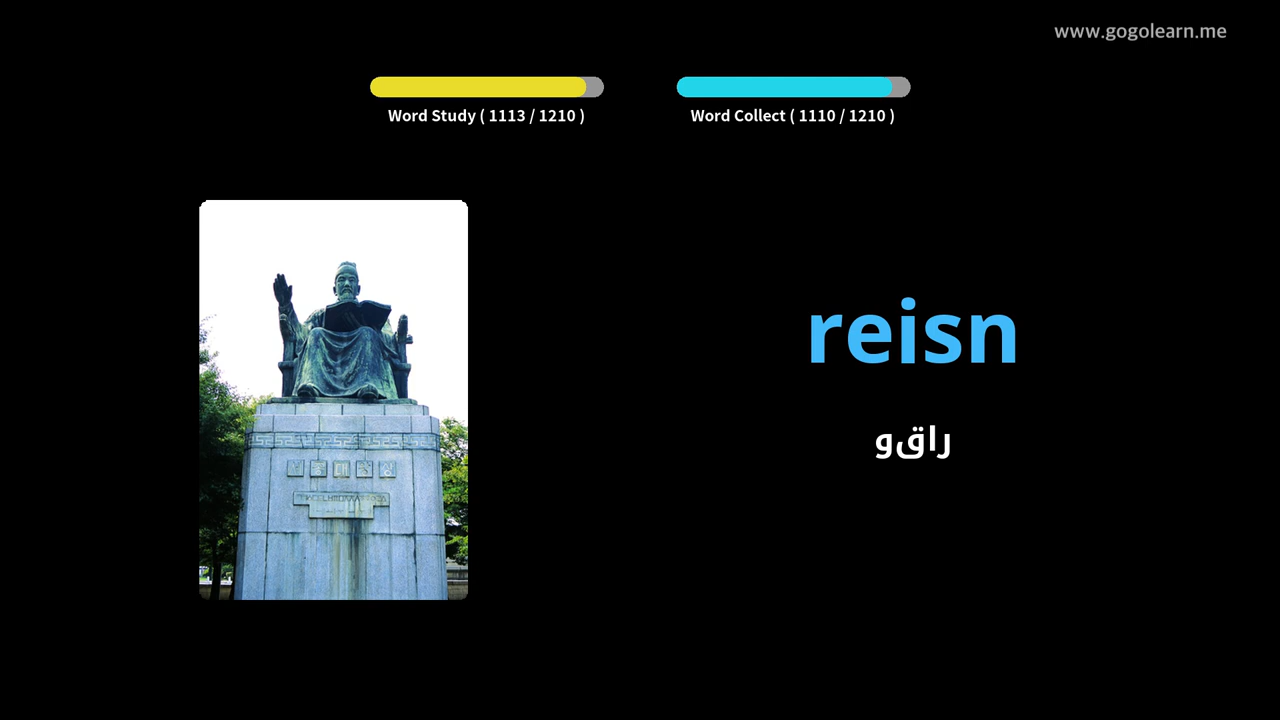 www.gogolearn.me
Word Study ( 1113 / 1210 )
Word Collect ( 1110 / 1210 )
reisn
راقو